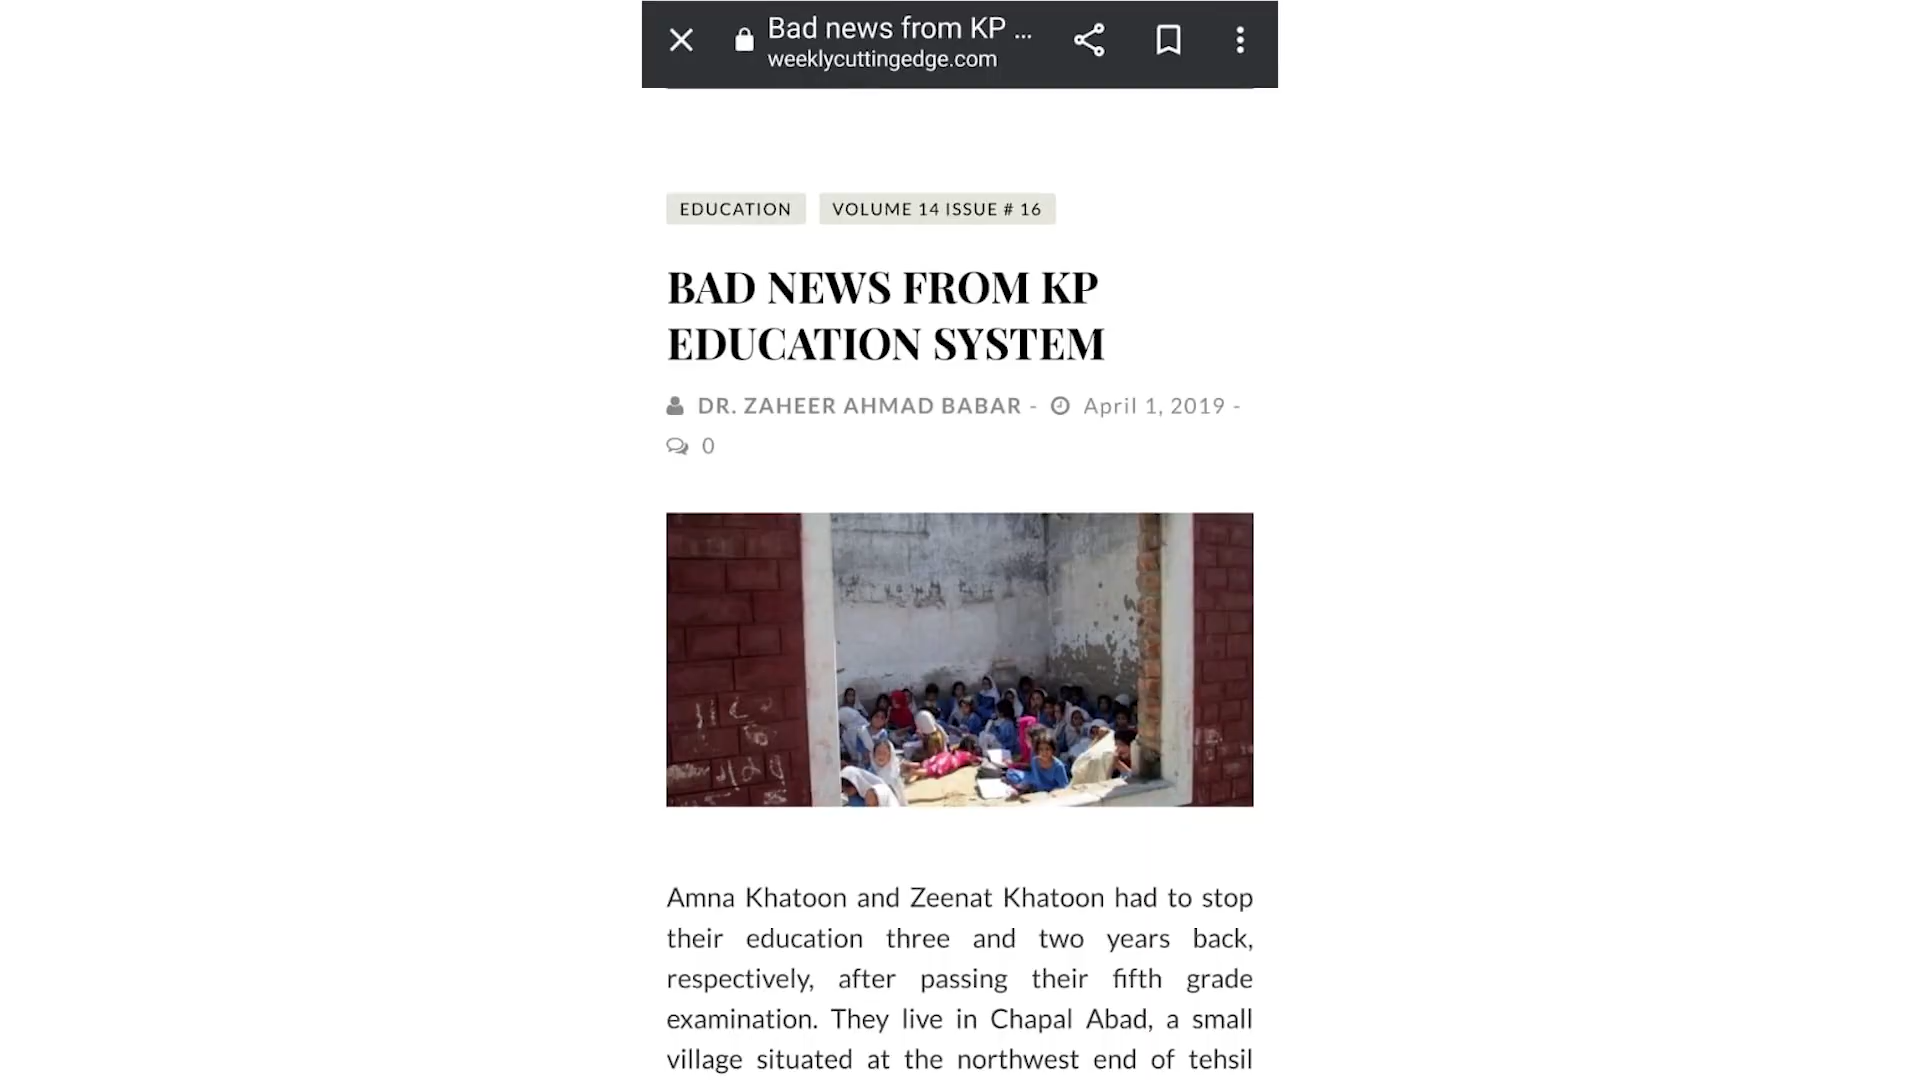 Bad news from KP ...
weeklycuttingedge.com
EDUCATION
VOLUME 14 ISSUE # 16
BAD NEWS FROM KP
EDUCATION SYSTEM
DR. ZAHEER AHMAD BABAR - April 1, 2019 -
0
Amna Khatoon and Zeenat Khatoon had to stop
their education three and two years back,
respectively, after passing their fifth grade
examination. They live in Chapal Abad, a small
village situated at the northwest end of tehsil